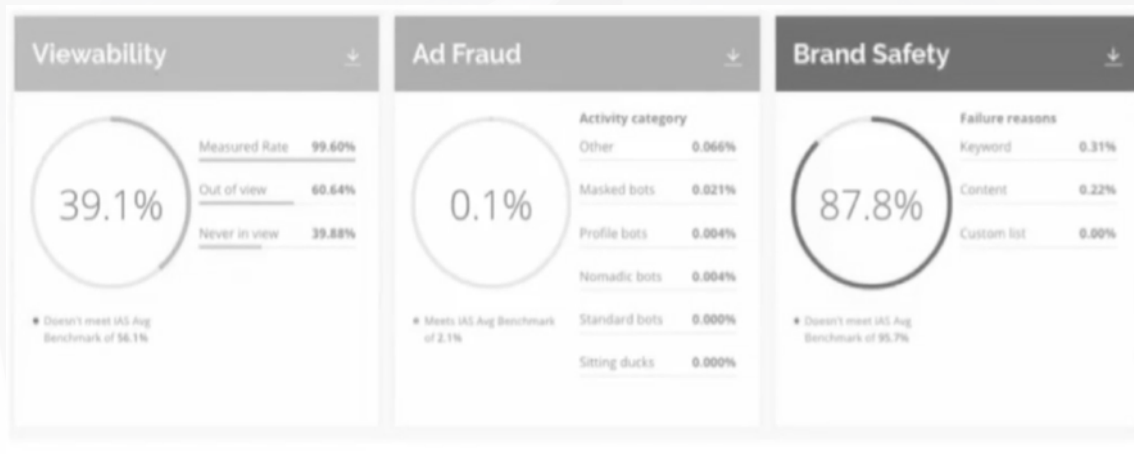 Viewability
39.1%
Measured Rate 99.60%
Out of view 60.64%
Never in view 39.88%
Doesn't meet IAS Avg
Benchmark of 56.1%
Ad Fraud
0.1%
Meets IAS Avg Benchmark
of 2.1%
Activity category
Other 0.066%
Masked bots 0.021%
Profile bots 0.004%
Nomadic bots 0.004%
Standard bots 0.000%
Sitting ducks 0.000%
Brand Safety
87.8%
Doesn't meet IAS Avg
Benchmark of 95.7%
Failure reasons
Keyword 0.31%
Content 0.22%
Custom list 0.00%